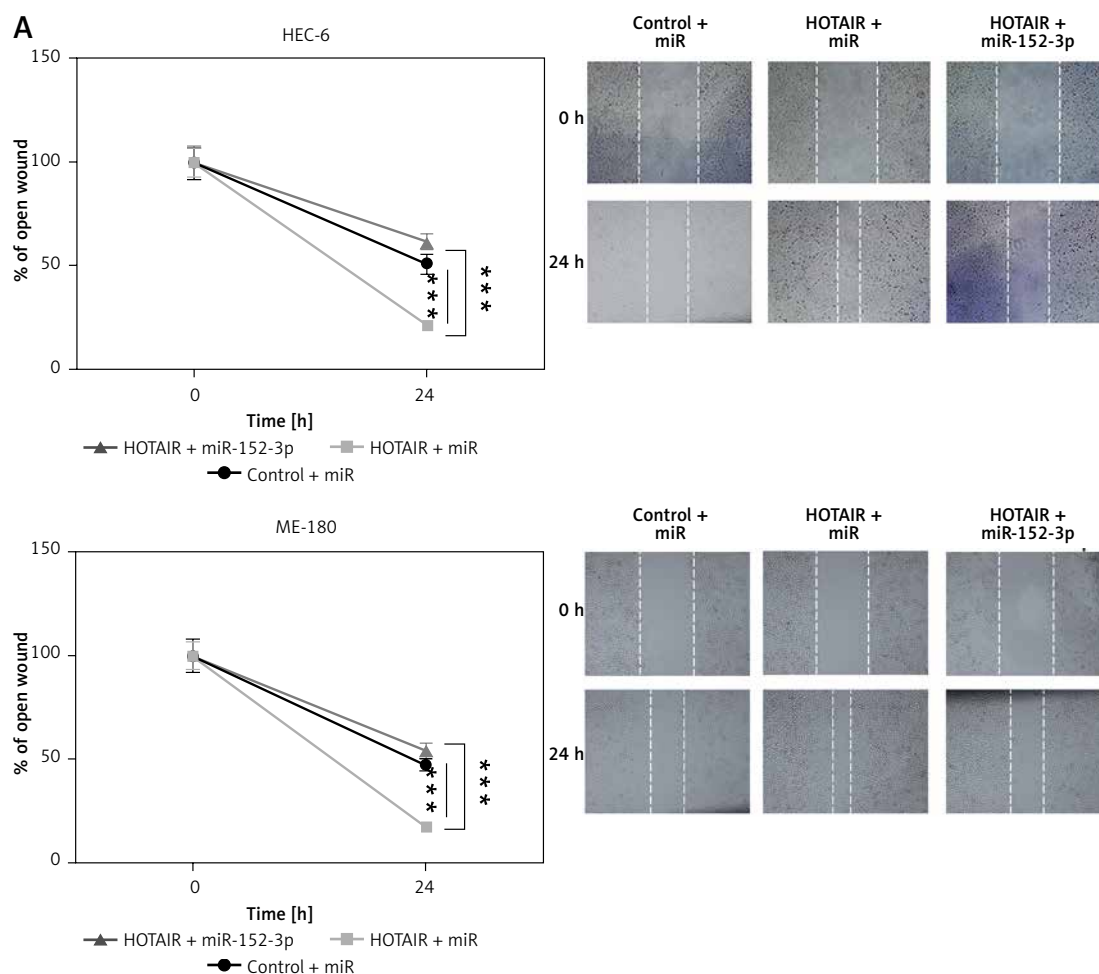 A
HEC-6
150
100
50
0
% of open wound
***
***
0
24
Time [h]
HOTAIR + miR-152-3p
HOTAIR + miR
Control + miR
Control +
miR
HOTAIR +
miR
HOTAIR +
miR-152-3p
0 h
24 h
ME-180
150
100
50
0
% of open wound
***
***
0
24
Time [h]
HOTAIR + miR-152-3p
HOTAIR + miR
Control + miR
Control +
miR
HOTAIR +
miR
HOTAIR +
miR-152-3p
0 h
24 h